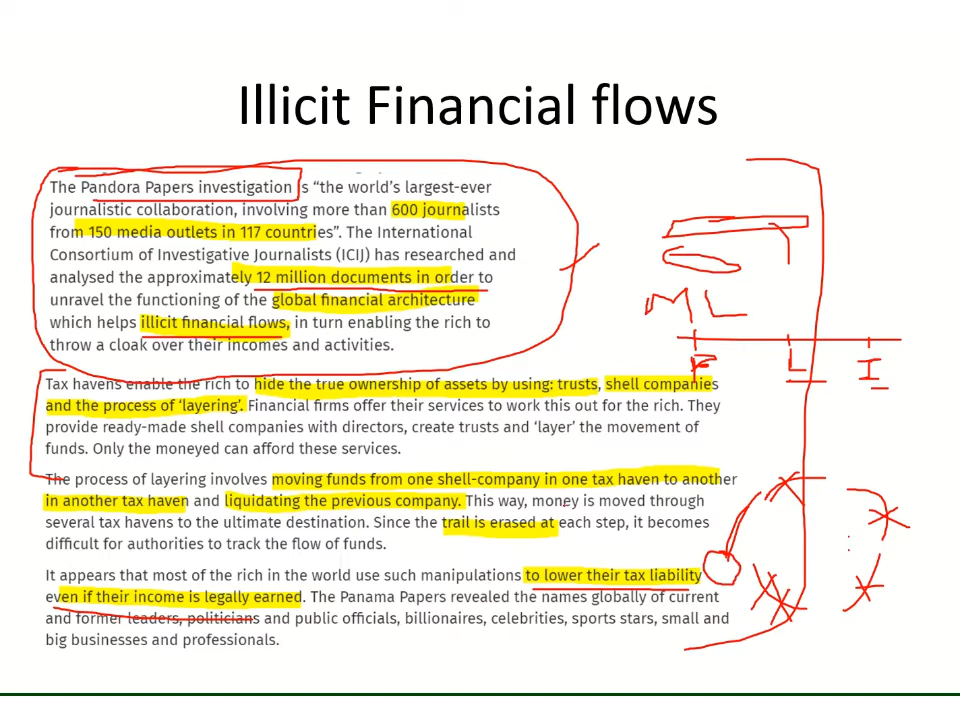 Illicit Financial flows
The Pandora Papers investigation is “the world’s largest-ever
journalistic collaboration, involving more than 600 journalists
from 150 media outlets in 117 countries”. The International
Consortium of Investigative Journalists (ICIJ) has researched and
analysed the approximately 12 million documents in order to
unravel the functioning of the global financial architecture
which helps illicit financial flows, in turn enabling the rich to
throw a cloak over their incomes and activities.
Tax havens enable the rich to hide the true ownership of assets by using: trusts, shell companies
and the process of ‘layering’. Financial firms offer their services to work this out for the rich. They
provide ready-made shell companies with directors, create trusts and ‘layer’ the movement of
funds. Only the moneyed can afford these services.
The process of layering involves moving funds from one shell-company in one tax haven to another
in another tax haven and liquidating the previous company. This way, money is moved through
several tax havens to the ultimate destination. Since the trail is erased at each step, it becomes
difficult for authorities to track the flow of funds.
It appears that most of the rich in the world use such manipulations to lower their tax liability
even if their income is legally earned. The Panama Papers revealed the names globally of current
and former leaders, politicians and public officials, billionaires, celebrities, sports stars, small and
big businesses and professionals.
ML
L I